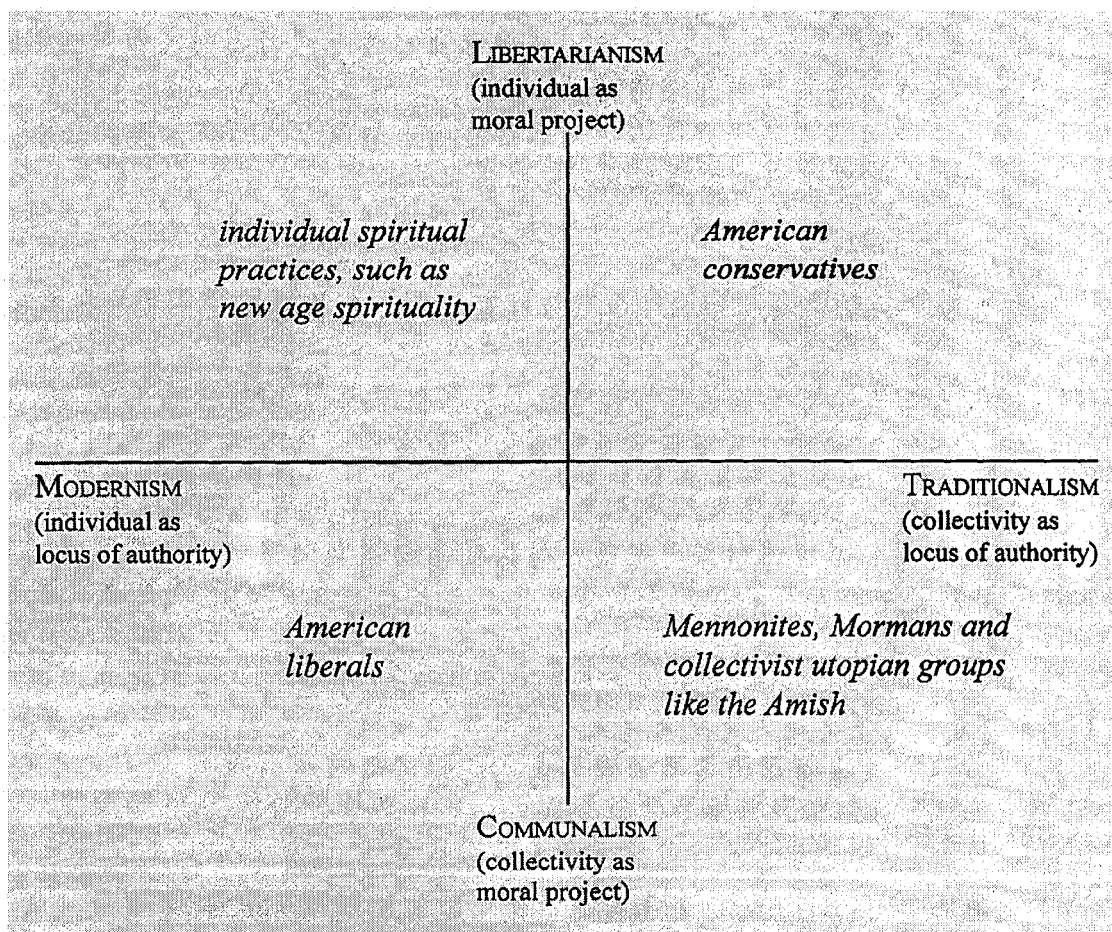 LIBERTARIANISM
(individual as
moral project)
individual spiritual
practices, such as
new age spirituality
American
conservatives
MODERNISM
(individual as
locus of authority)
TRADITIONALISM
(collectivity as
locus of authority)
American
liberals
Mennonites, Mormans and
collectivist utopian groups
like the Amish
COMMUNALISM
(collectivity as
moral project)